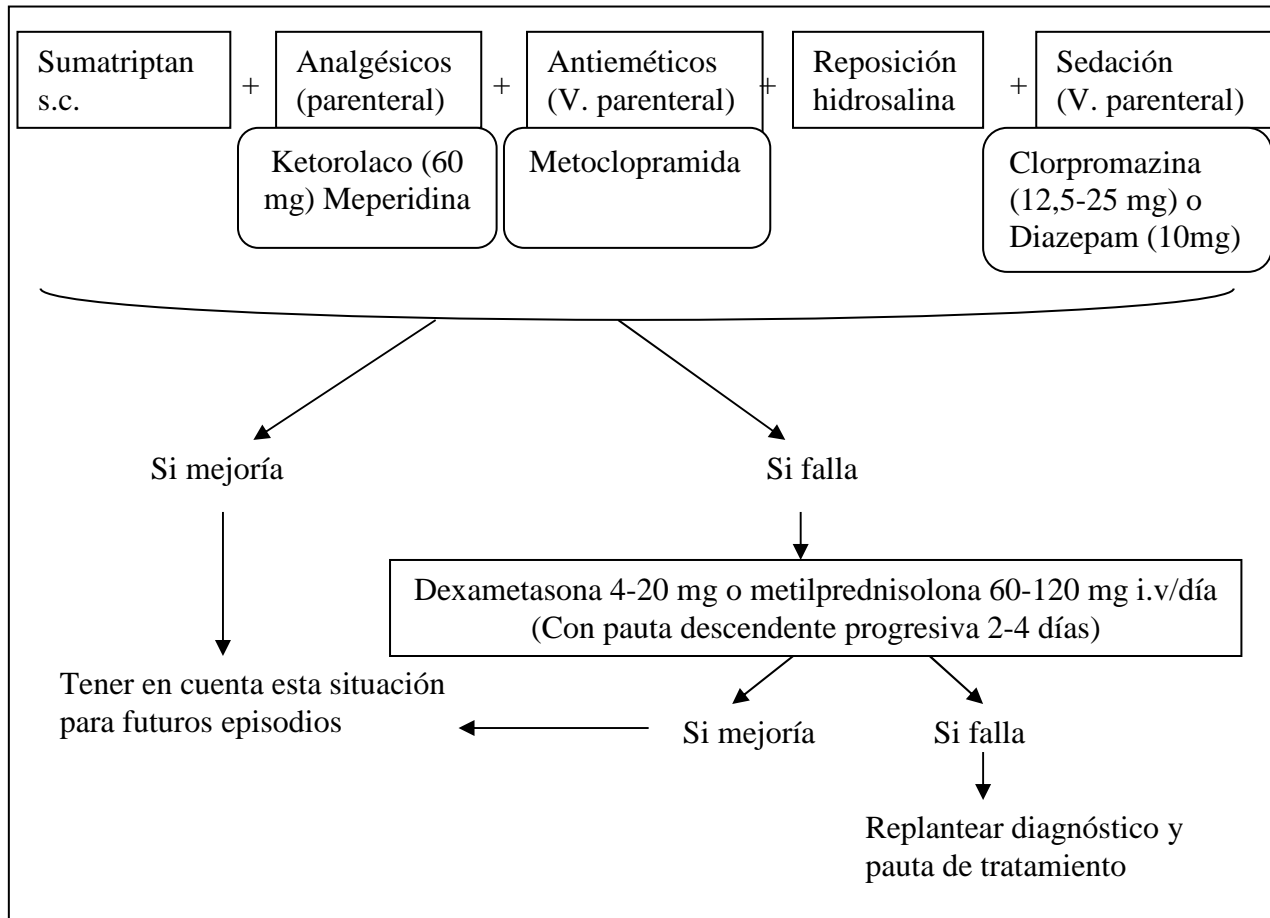 Sumatriptan
s.c.
+
Analgésicos
(parenteral)
+
Antieméticos
(V. parenteral)
+
Reposición
hidrosalina
+
Sedación
(V. parenteral)
Ketorolaco (60
mg) Meperidina
Metoclopramida
Clorpromazina
(12,5-25 mg) o
Diazepam (10mg)
Si mejoría
Si falla
Dexametasona 4-20 mg o metilprednisolona 60-120 mg i.v/día
(Con pauta descendente progresiva 2-4 días)
Tener en cuenta esta situación
para futuros episodios
Si mejoría
Si falla
Replantear diagnóstico y
pauta de tratamiento